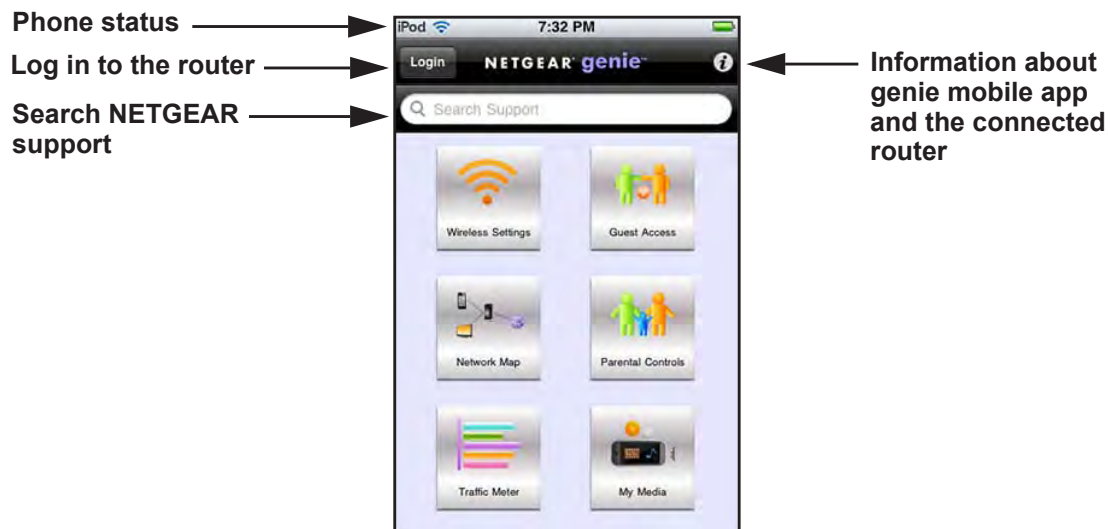 Phone status
Log in to the router
Search NETGEAR
support
iPod 7:32 PM
Login NETGEAR genie™
Search Support
Information about
genie mobile app
and the connected
router
Wireless Settings Guest Access
Network Map Parental Controls
Traffic Meter My Media